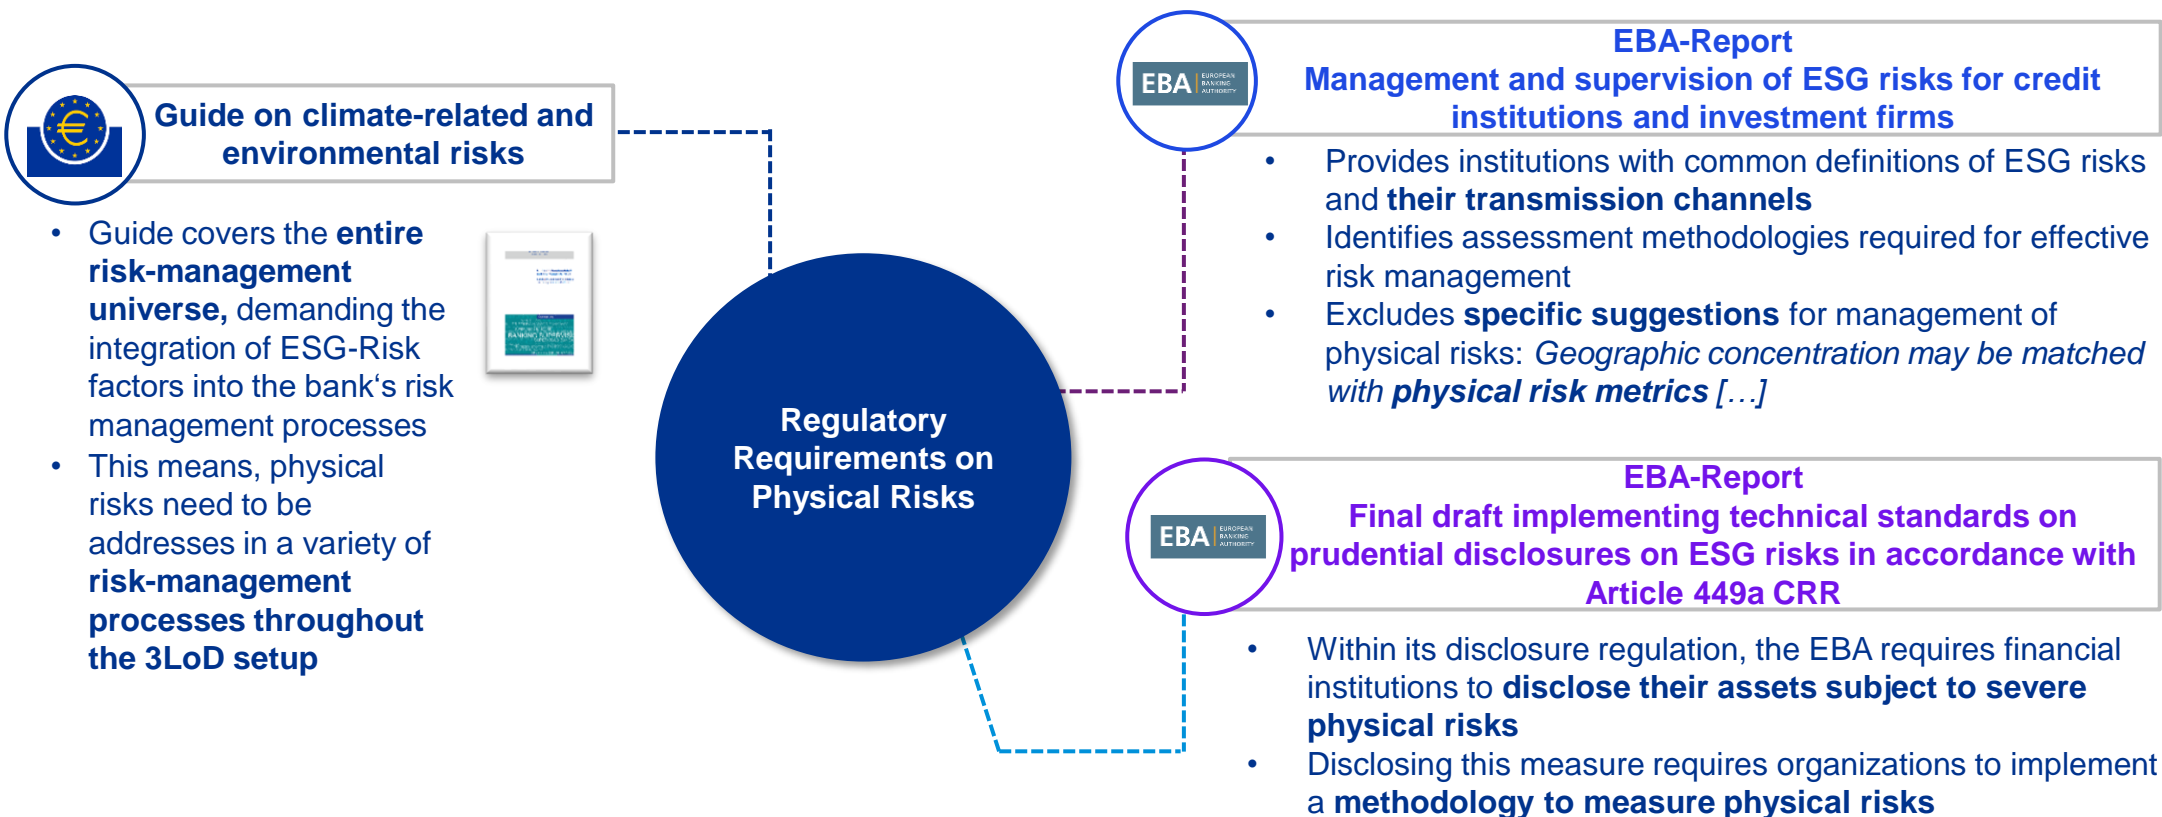 Guide on climate-related and
environmental risks
• Guide covers the entire
risk-management
universe, demanding the
integration of ESG-Risk
factors into the bank‘s risk
management processes
• This means, physical
risks need to be
addresses in a variety of
risk-management
processes throughout
the 3LoD setup
Regulatory
Requirements on
Physical Risks
EBA EUROPEAN
BANKING
AUTHORITY
EBA-Report
Management and supervision of ESG risks for credit
institutions and investment firms
• Provides institutions with common definitions of ESG risks
and their transmission channels
• Identifies assessment methodologies required for effective
risk management
• Excludes specific suggestions for management of
physical risks: Geographic concentration may be matched
with physical risk metrics […]
EBA EUROPEAN
BANKING
AUTHORITY
EBA-Report
Final draft implementing technical standards on
prudential disclosures on ESG risks in accordance with
Article 449a CRR
• Within its disclosure regulation, the EBA requires financial
institutions to disclose their assets subject to severe
physical risks
• Disclosing this measure requires organizations to implement
a methodology to measure physical risks